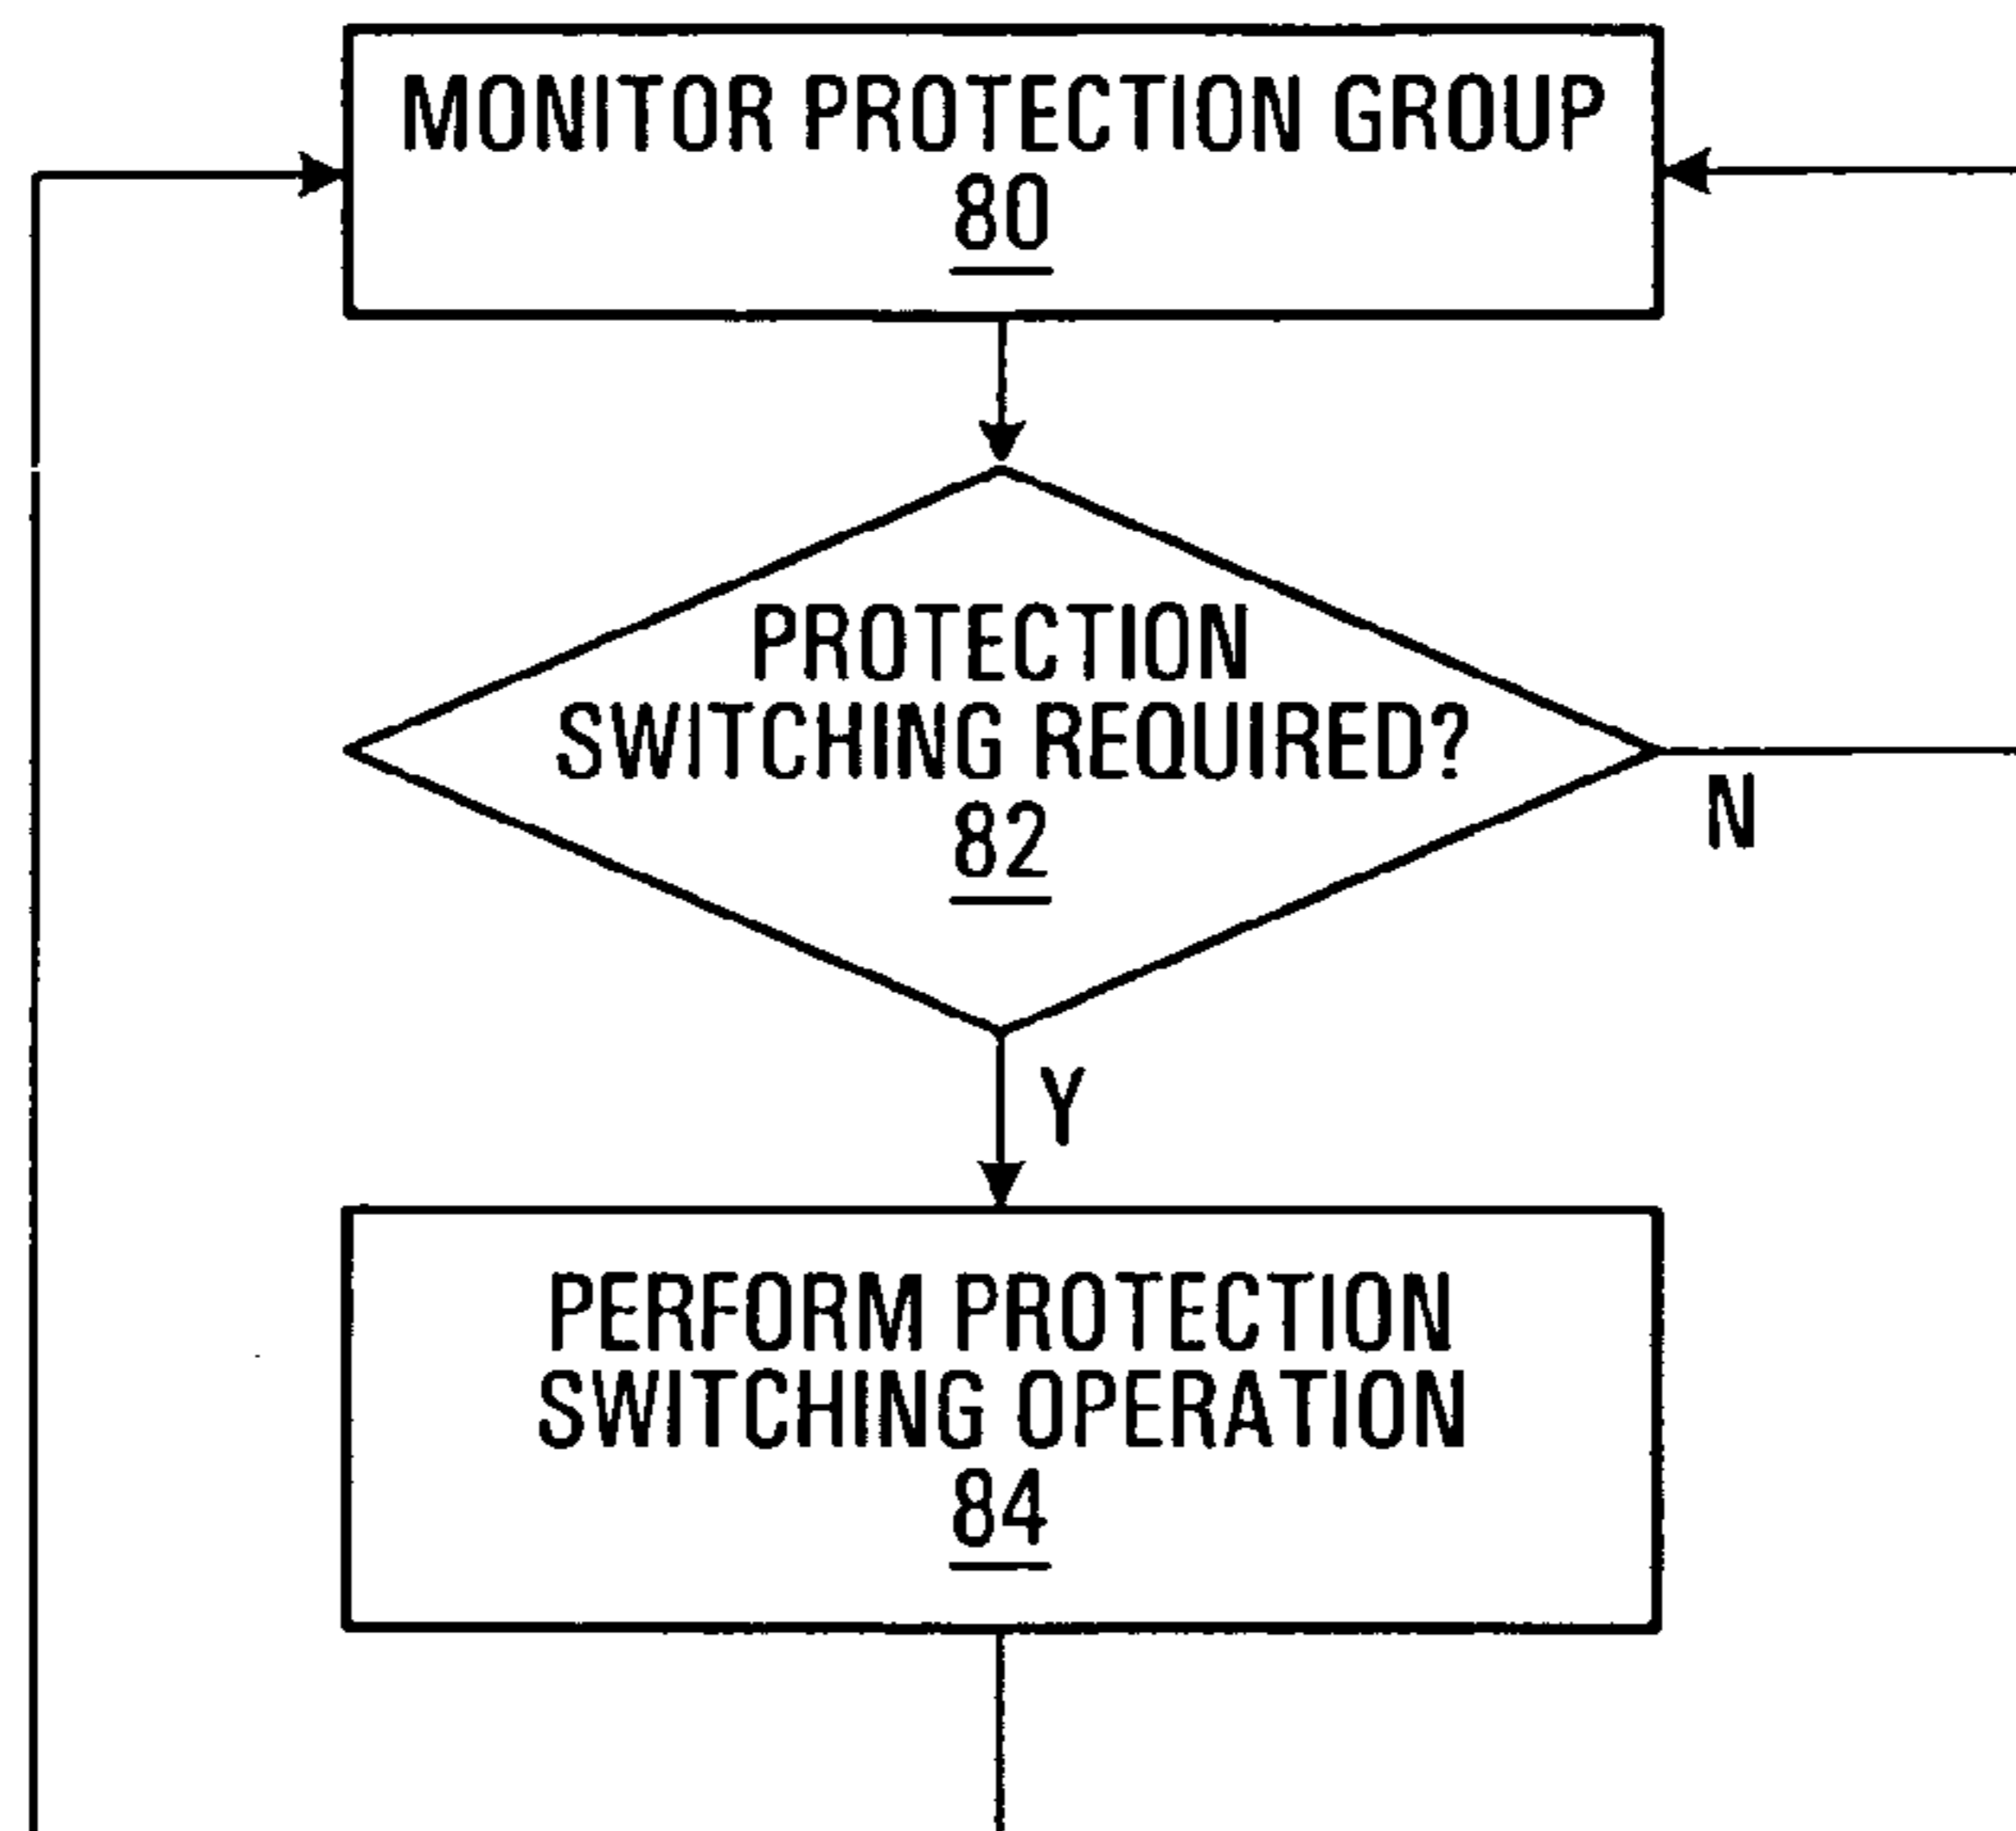 MONITOR PROTECTION GROUP
80
PROTECTION
SWITCHING REQUIRED?
82
N
Y
PERFORM PROTECTION
SWITCHING OPERATION
84